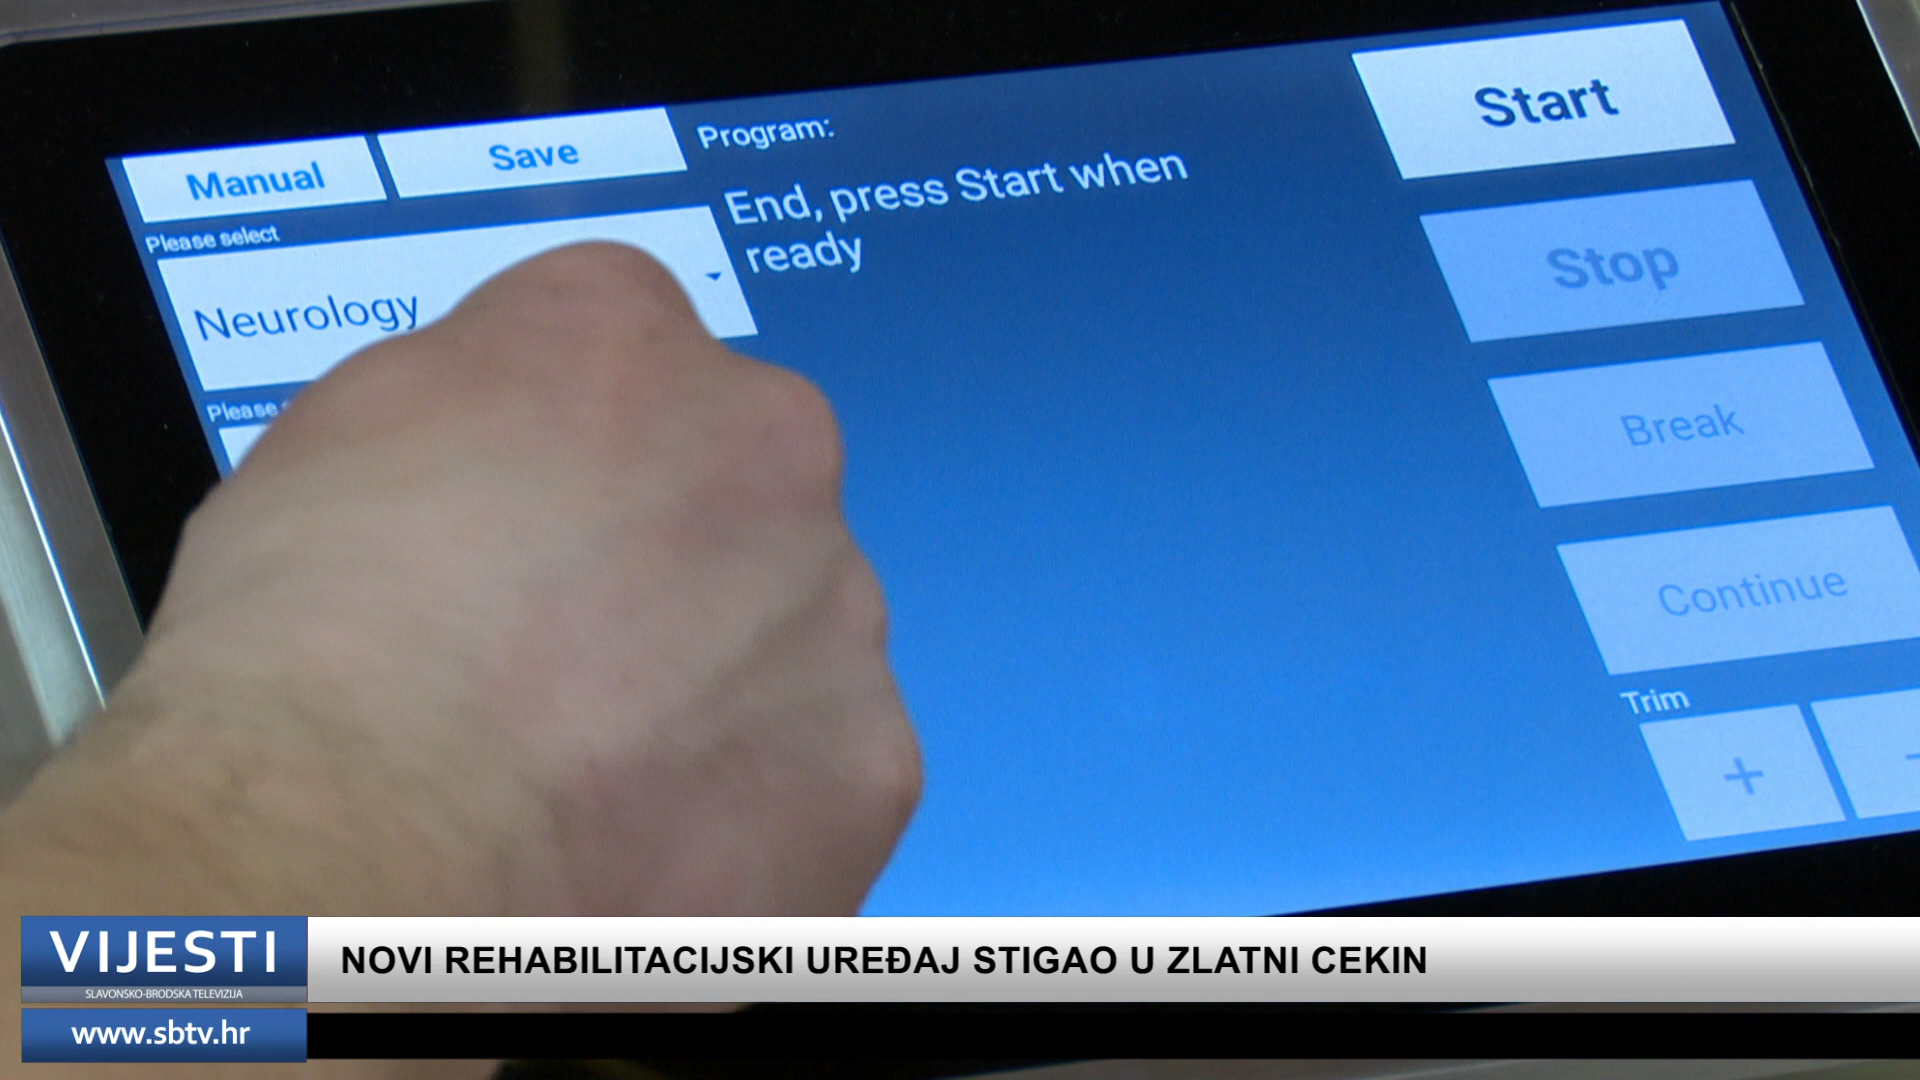 Manual
Save
Program:
Start
Please select
End, press Start when
ready
Neurology
Stop
Please
Break
Continue
Trim
+
-
VIJESTI
SLAVONSKO-BRODSKA TELEVIZIJA
NOVI REHABILITACIJSKI UREĐAJ STIGAO U ZLATNI CEKIN
www.sbtv.hr